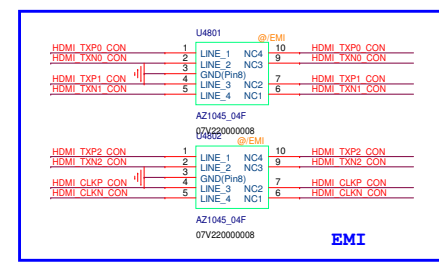 U4801
@/EMI
HDMI_TXP0_CON 1 LINE_1 NC4 10 HDMI_TXP0_CON
HDMI_TXN0_CON 2 LINE_2 NC3 9 HDMI_TXN0_CON
3 GND(Pin8)
HDMI_TXP1_CON 4 LINE_3 NC2 7 HDMI_TXP1_CON
HDMI_TXN1_CON 5 LINE_4 NC1 6 HDMI_TXN1_CON
AZ1045_04F
07V220000008
U4802
@/EMI
HDMI_TXP2_CON 1 LINE_1 NC4 10 HDMI_TXP2_CON
HDMI_TXN2_CON 2 LINE_2 NC3 9 HDMI_TXN2_CON
3 GND(Pin8)
HDMI_CLKP_CON 4 LINE_3 NC2 7 HDMI_CLKP_CON
HDMI_CLKN_CON 5 LINE_4 NC1 6 HDMI_CLKN_CON
AZ1045_04F
07V220000008
EMI